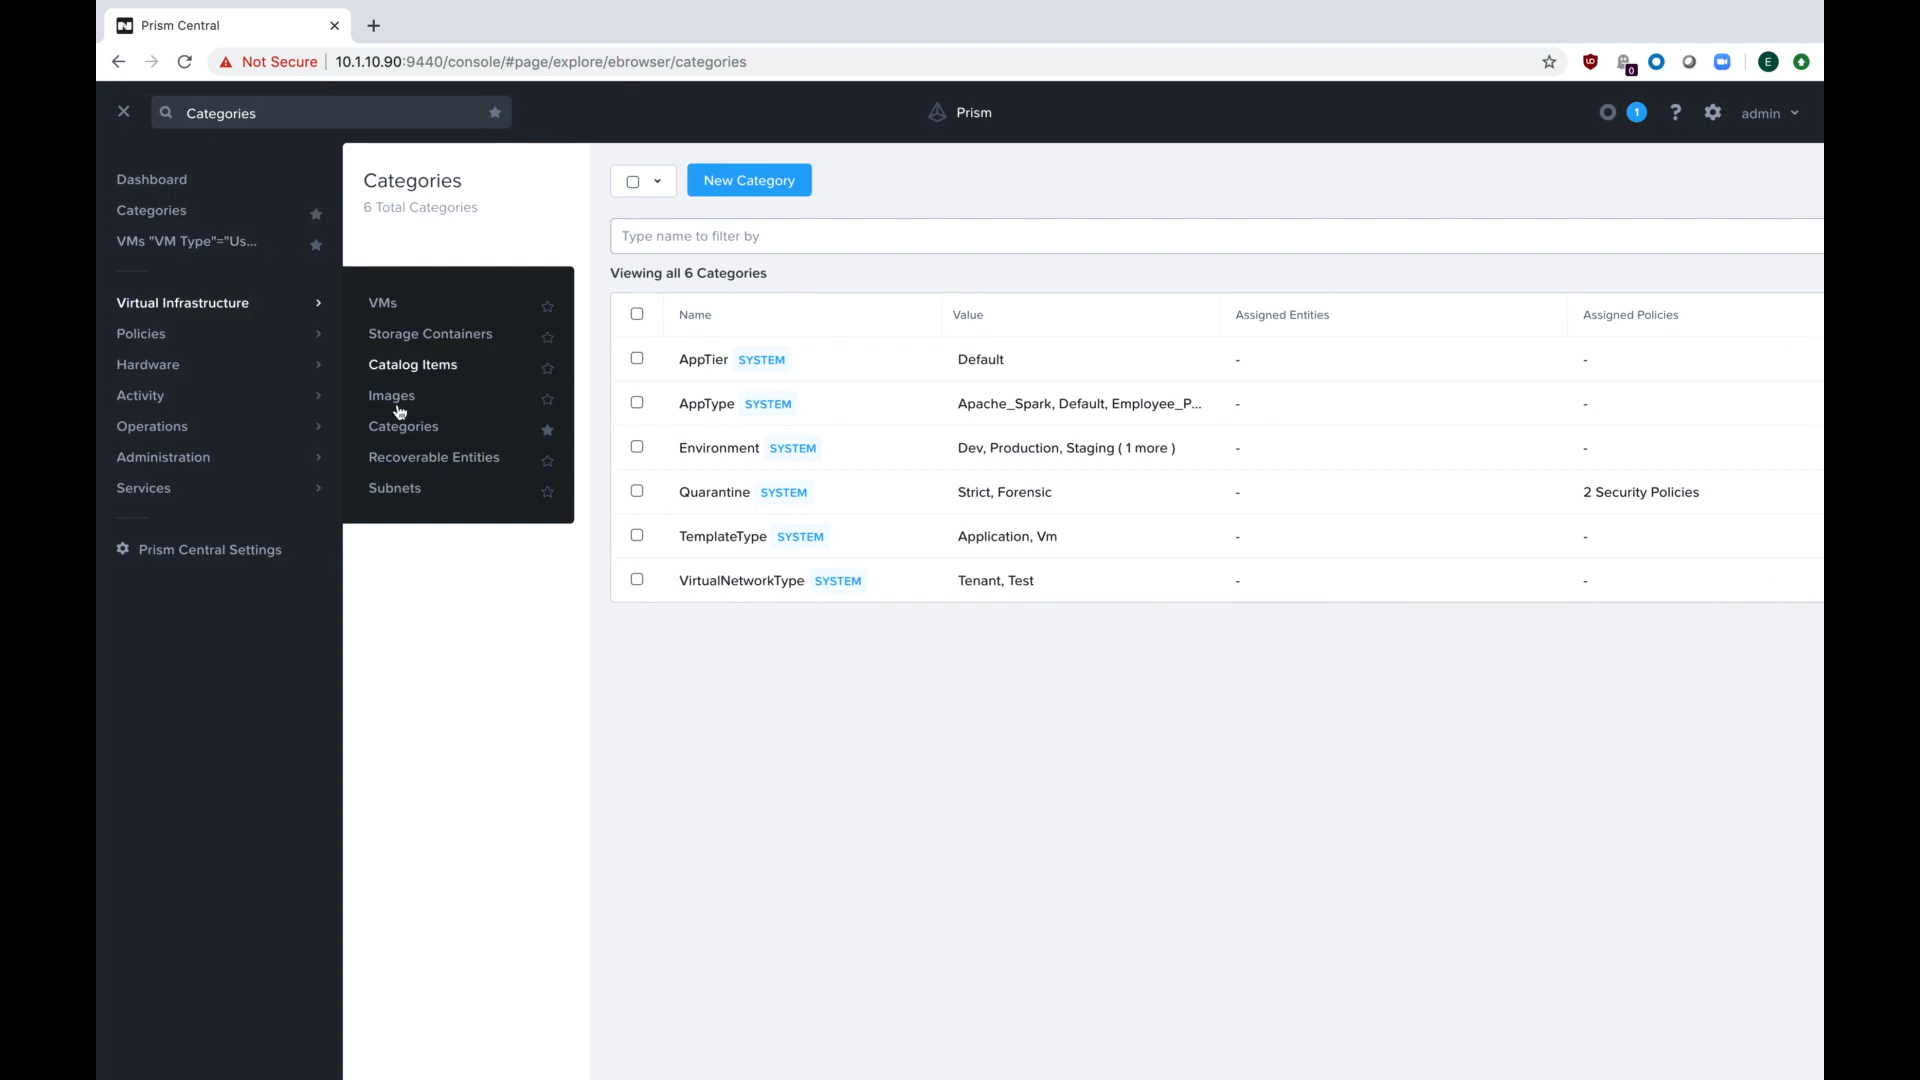 Prism Central
Not Secure 10.1.10.90:9440/console/#page/explore/ebrowser/categories
0
E
Categories
Prism
1
?
admin
Dashboard
Categories
VMs "VM Type"="Us...
Virtual Infrastructure
Policies
Hardware
Activity
Operations
Administration
Services
Prism Central Settings
Categories
6 Total Categories
VMs
Storage Containers
Catalog Items
Images
Categories
Recoverable Entities
Subnets
New Category
Type name to filter by
Viewing all 6 Categories
Name Value Assigned Entities Assigned Policies
AppTier SYSTEM Default - -
AppType SYSTEM Apache_Spark, Default, Employee_P... - -
Environment SYSTEM Dev, Production, Staging ( 1 more ) - -
Quarantine SYSTEM Strict, Forensic - 2 Security Policies
TemplateType SYSTEM Application, Vm - -
VirtualNetworkType SYSTEM Tenant, Test - -